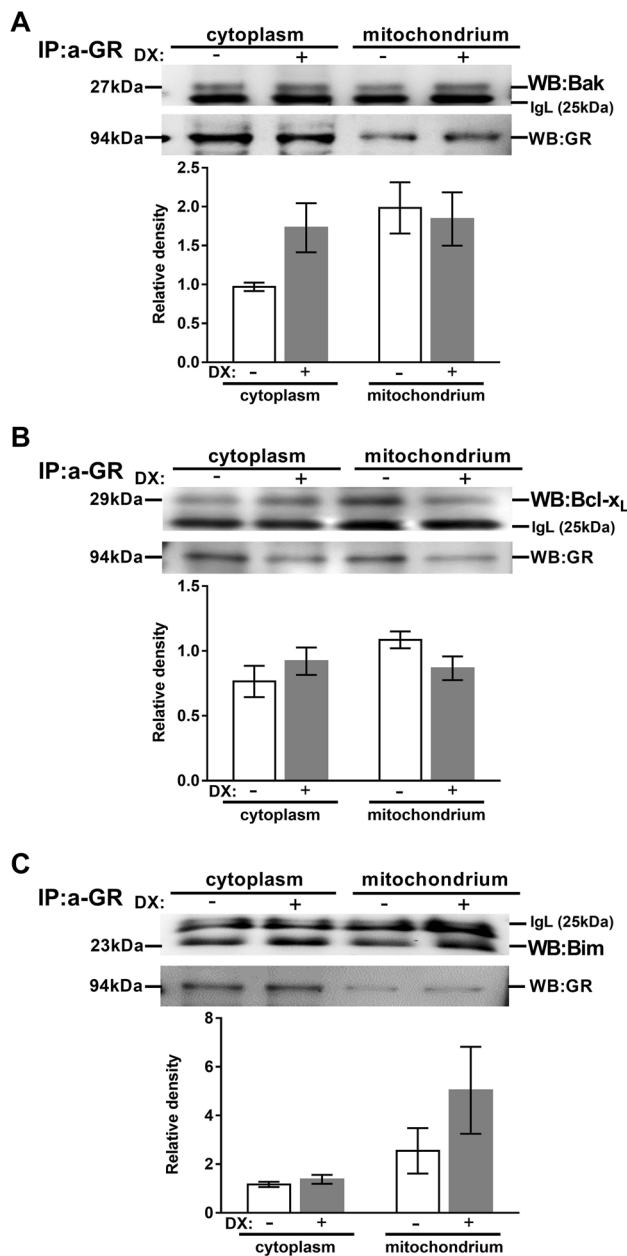 A
cytoplasm mitochondrium
IP:a-GR DX: - + - +
27kDa WB:Bak
IgL (25kDa)
94kDa WB:GR
Relative density
2.5
2.0
1.5
1.0
0.5
0.0
DX: - + - +
cytoplasm mitochondrium
B
cytoplasm mitochondrium
IP:a-GR DX: - + - +
29kDa WB:Bcl-xL
IgL (25kDa)
94kDa WB:GR
Relative density
1.5
1.0
0.5
0.0
DX: - + - +
cytoplasm mitochondrium
C
cytoplasm mitochondrium
IP:a-GR DX: - + - +
IgL (25kDa)
23kDa WB:Bim
94kDa WB:GR
Relative density
8
6
4
2
0
DX: - + - +
cytoplasm mitochondrium